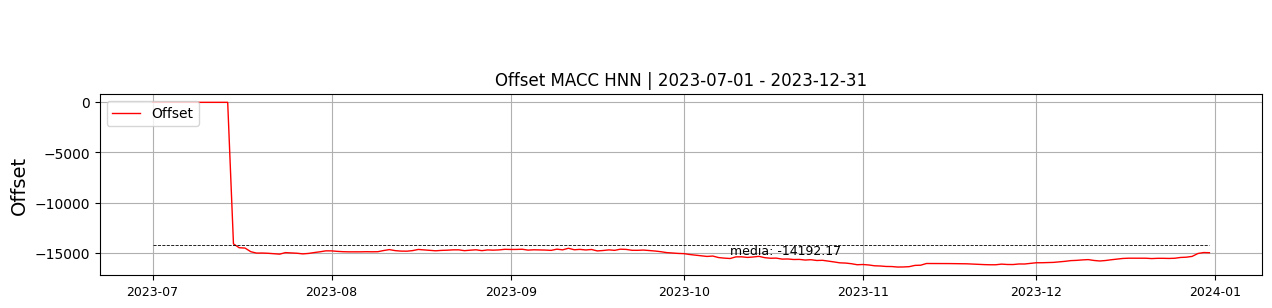 Offset MACC HNN | 2023-07-01 - 2023-12-31
Offset
0
−5000
−10000
−15000
Offset
media: -14192.17
2023-07
2023-08
2023-09
2023-10
2023-11
2023-12
2024-01